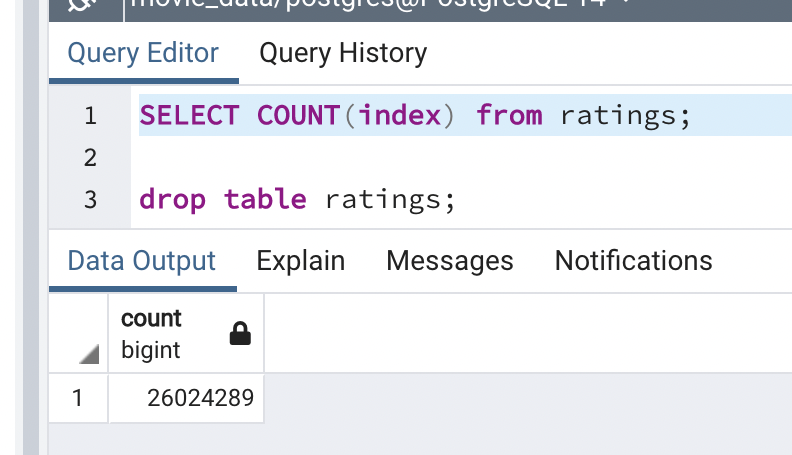 movie_data/postgres@PostgreSQL 14
Query Editor Query History
1 SELECT COUNT(index) from ratings;
2
3 drop table ratings;
Data Output Explain Messages Notifications
count
bigint
1 26024289